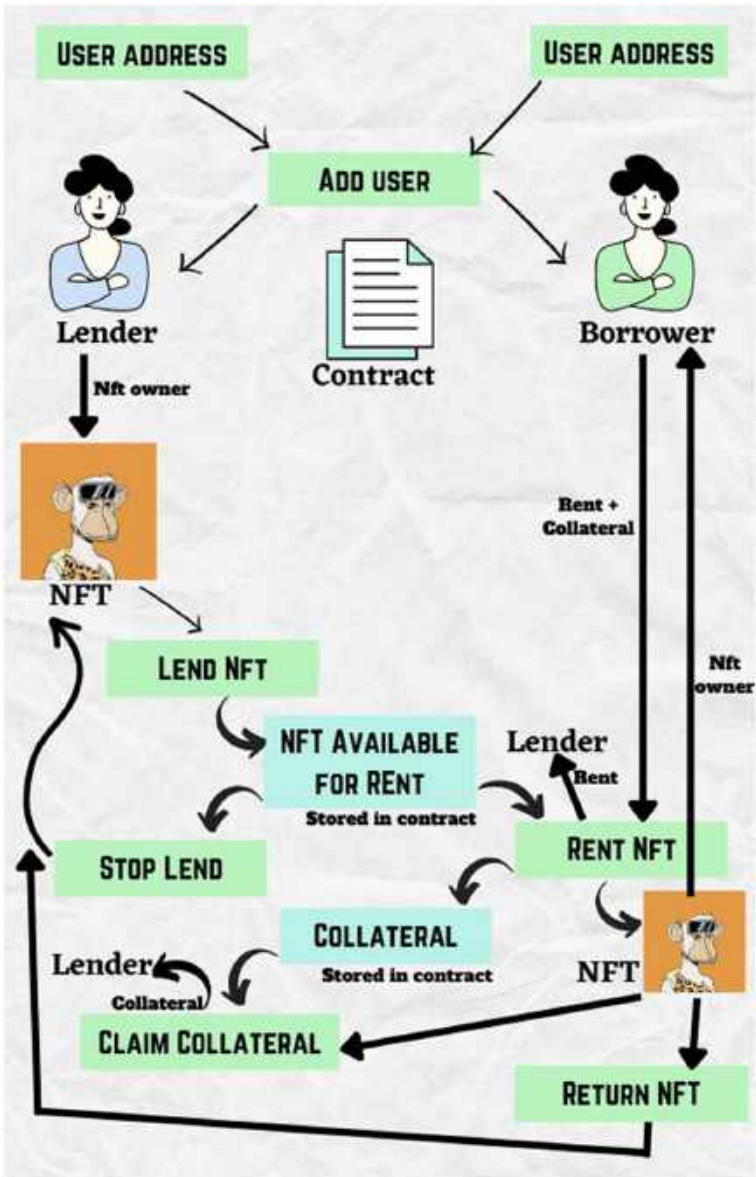 USER ADDRESS
USER ADDRESS
ADD USER
Lender
Contract
Borrower
Nft owner
Rent +
Collateral
NFT
LEND NFT
Nft
owner
NFT AVAILABLE
FOR RENT
Stored in contract
Lender
Rent
STOP LEND
RENT NFT
COLLATERAL
Stored in contract
Lender
Collateral
NFT
CLAIM COLLATERAL
RETURN NFT